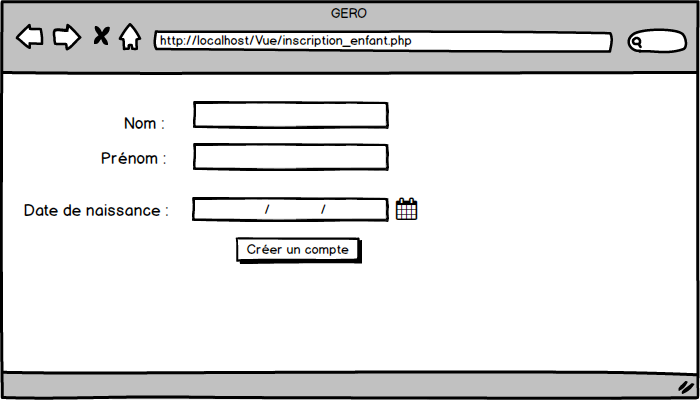 GERO
http://localhost/Vue/inscription_enfant.php
Nom :
Prénom :
Date de naissance : / /
Créer un compte